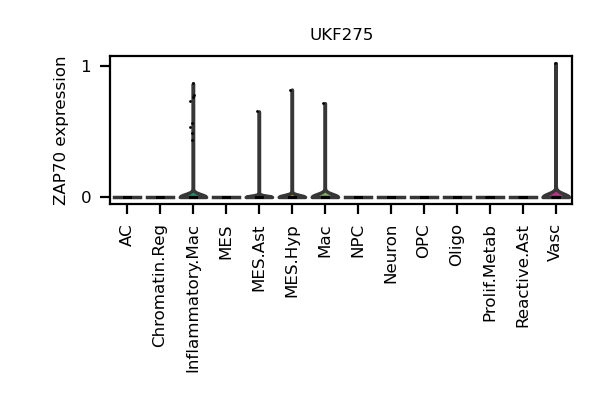 UKF275
ZAP70 expression
1
0
AC
Chromatin.Reg
Inflammatory.Mac
MES
MES.Ast
MES.Hyp
Mac
NPC
Neuron
OPC
Oligo
Prolif.Metab
Reactive.Ast
Vasc